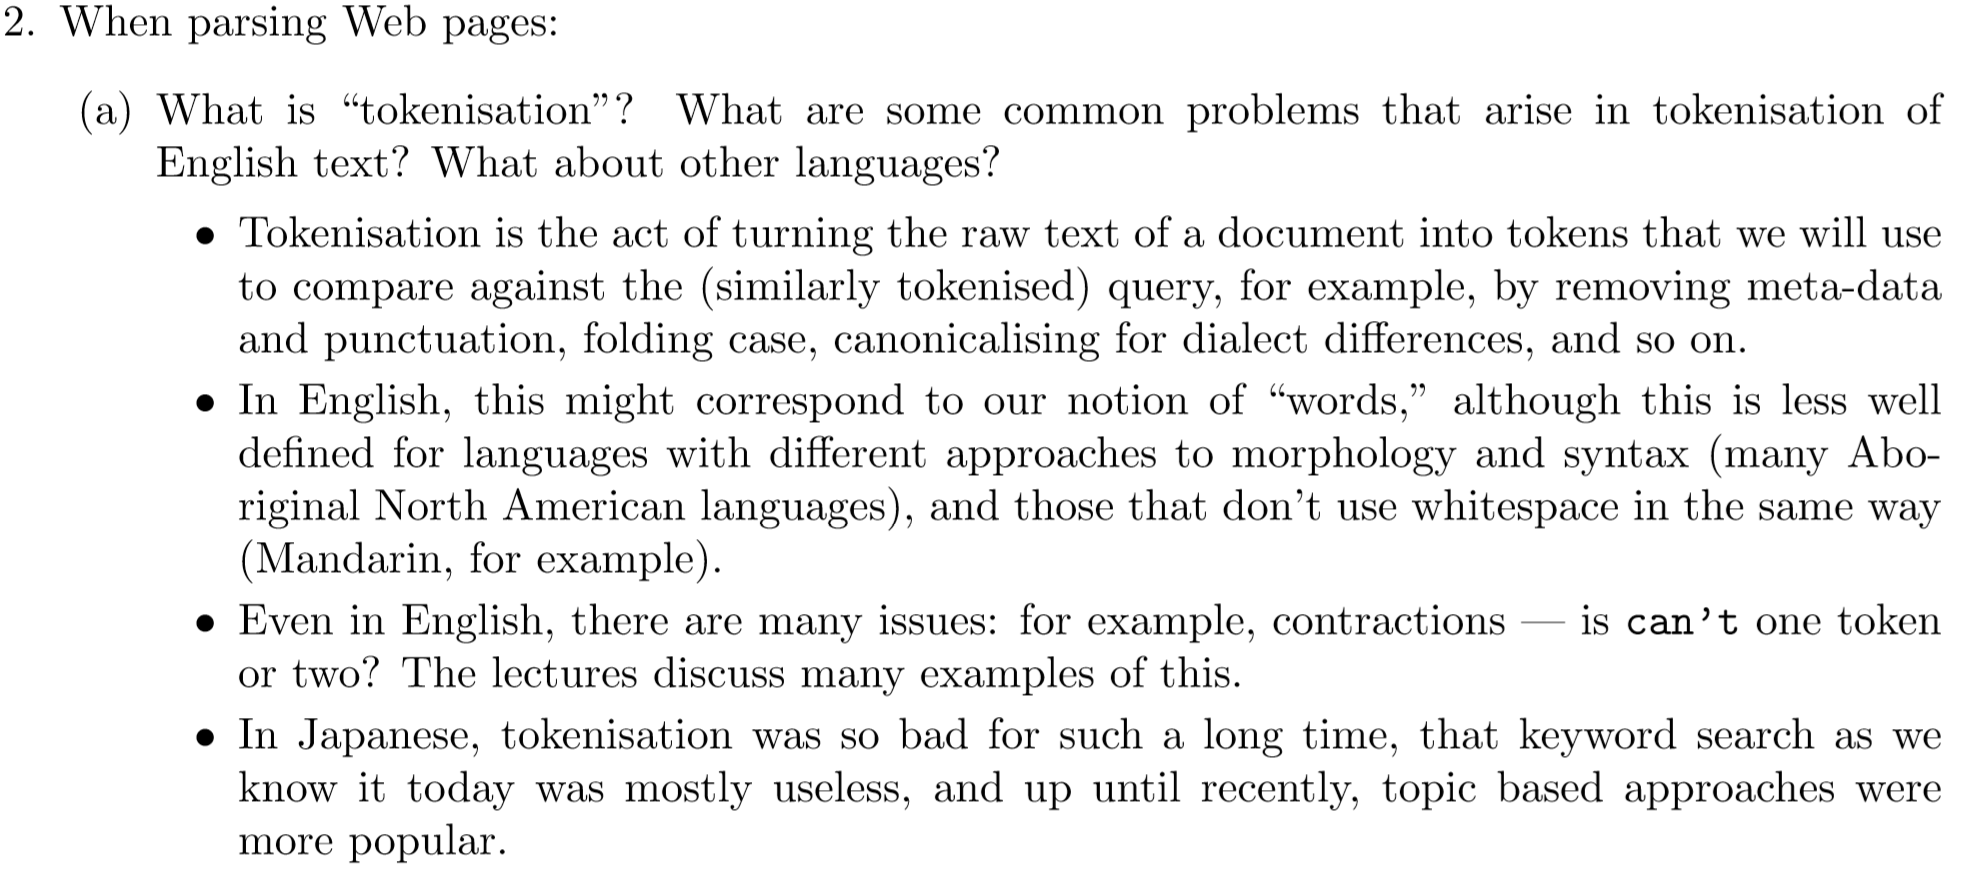 2. When parsing Web pages:
(a) What is “tokenisation”? What are some common problems that arise in tokenisation of
English text? What about other languages?
• Tokenisation is the act of turning the raw text of a document into tokens that we will use
to compare against the (similarly tokenised) query, for example, by removing meta-data
and punctuation, folding case, canonicalising for dialect differences, and so on.
• In English, this might correspond to our notion of “words,” although this is less well
defined for languages with different approaches to morphology and syntax (many Abo-
riginal North American languages), and those that don’t use whitespace in the same way
(Mandarin, for example).
• Even in English, there are many issues: for example, contractions — is can’t one token
or two? The lectures discuss many examples of this.
• In Japanese, tokenisation was so bad for such a long time, that keyword search as we
know it today was mostly useless, and up until recently, topic based approaches were
more popular.